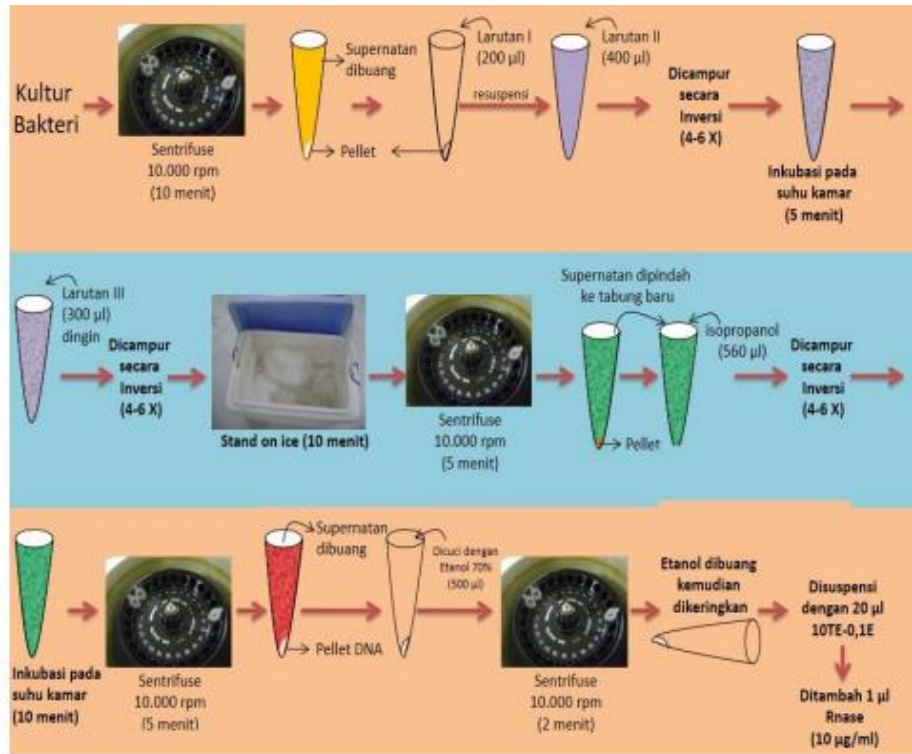 Kultur
Bakteri
Sentrifuse
10.000 rpm
(10 menit)
Supernatan
dibuang
Pellet
Larutan I
(200 µl)
resuspensi
Larutan II
(400 µl)
Dicampur
secara
Inversi
(4-6 X)
Inkubasi pada
suhu kamar
(5 menit)
Larutan III
(300 µl)
dingin
Dicampur
secara
Inversi
(4-6 X)
Stand on ice (10 menit)
Sentrifuse
10.000 rpm
(5 menit)
Supernatan dipindah
ke tabung baru
Pellet
Isopropanol
(560 µl)
Dicampur
secara
Inversi
(4-6 X)
Inkubasi pada
suhu kamar
(10 menit)
Sentrifuse
10.000 rpm
(5 menit)
Supernatan
dibuang
Pellet DNA
Dicuci dengan
Etanol 70%
(500 µl)
Sentrifuse
10.000 rpm
(2 menit)
Etanol dibuang
kemudian
dikeringkan
Disuspensi
dengan 20 µl
10TE-0,1E
Ditambah 1 µl
Rnase
(10 µg/ml)